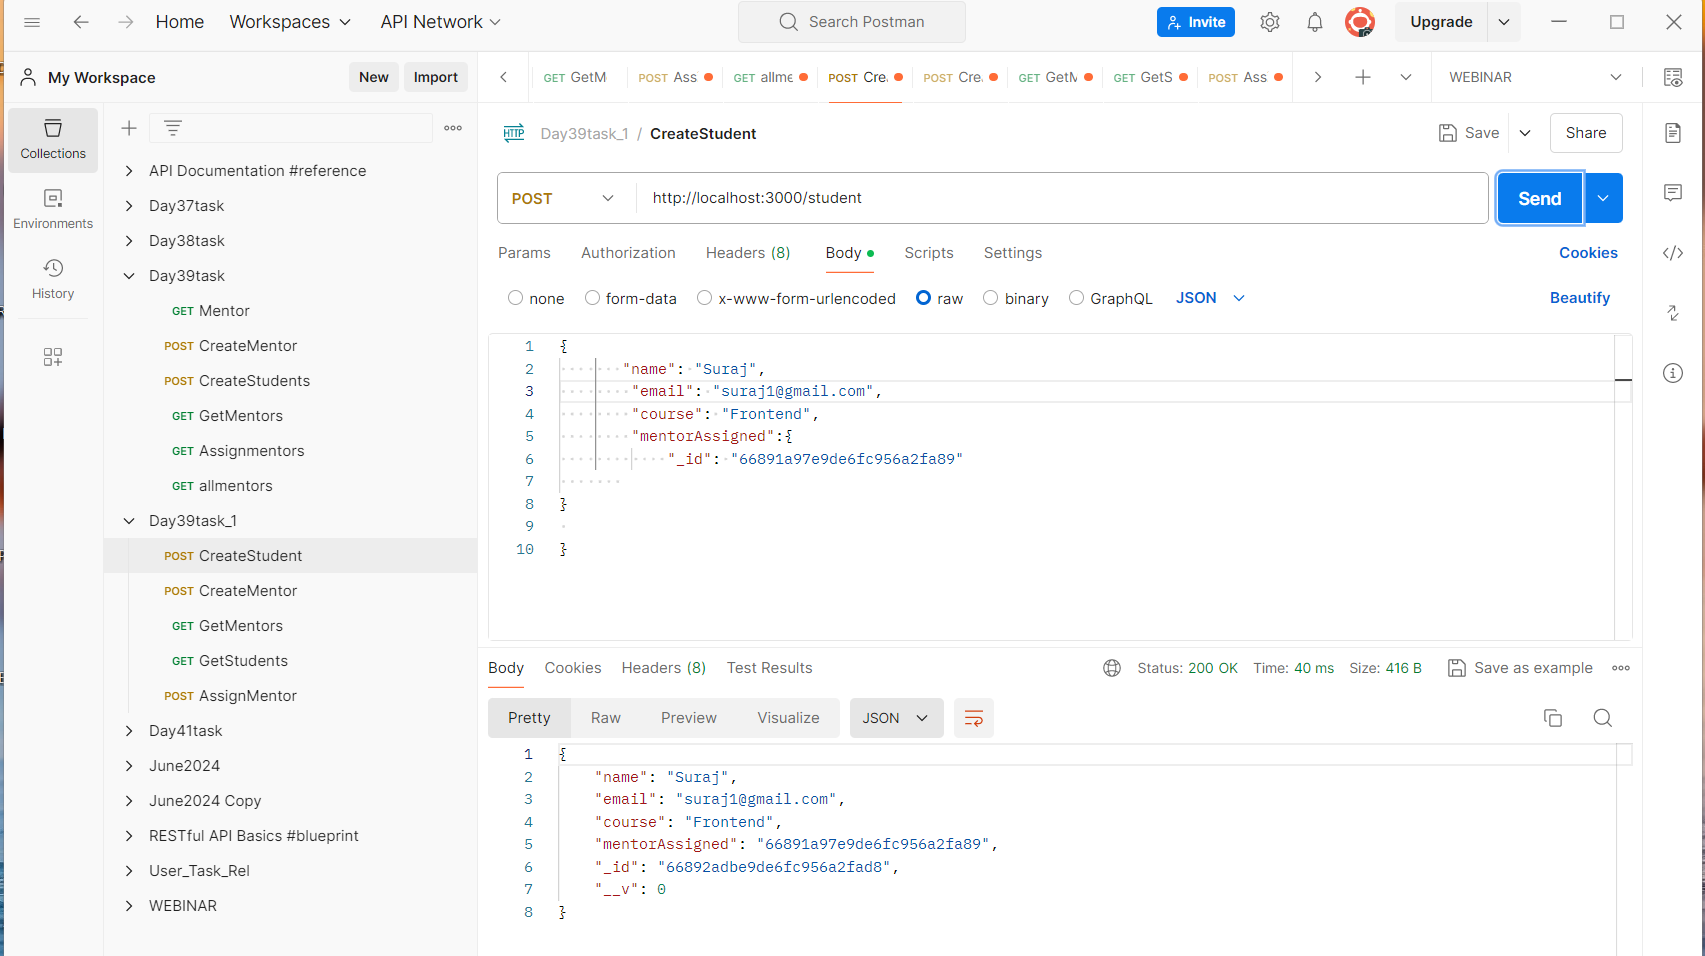 Home Workspaces API Network Search Postman Invite Upgrade
My Workspace New Import GET GetM POST Ass GET allme POST Cre. POST Cre. GET GetM GET GetS POST Ass WEBINAR
Collections
Environments
History
API Documentation #reference
Day37task
Day38task
Day39task
GET Mentor
POST CreateMentor
POST CreateStudents
GET GetMentors
GET Assignmentors
GET allmentors
Day39task_1
POST CreateStudent
POST CreateMentor
GET GetMentors
GET GetStudents
POST AssignMentor
Day41task
June2024
June2024 Copy
RESTful API Basics #blueprint
User_Task_Rel
WEBINAR
HTTP Day39task_1 / CreateStudent Save Share
POST http://localhost:3000/student Send
Params Authorization Headers (8) Body Scripts Settings Cookies
none form-data x-www-form-urlencoded raw binary GraphQL JSON Beautify
1 {
2 "name": "Suraj",
3 "email": "suraj1@gmail.com",
4 "course": "Frontend",
5 "mentorAssigned":{
6 "_id": "66891a97e9de6fc956a2fa89"
7
8 }
9
10 }
Body Cookies Headers (8) Test Results Status: 200 OK Time: 40 ms Size: 416 B Save as example
Pretty Raw Preview Visualize JSON
1 {
2 "name": "Suraj",
3 "email": "suraj1@gmail.com",
4 "course": "Frontend",
5 "mentorAssigned": "66891a97e9de6fc956a2fa89",
6 "_id": "66892adbe9de6fc956a2fad8",
7 "__v": 0
8 }